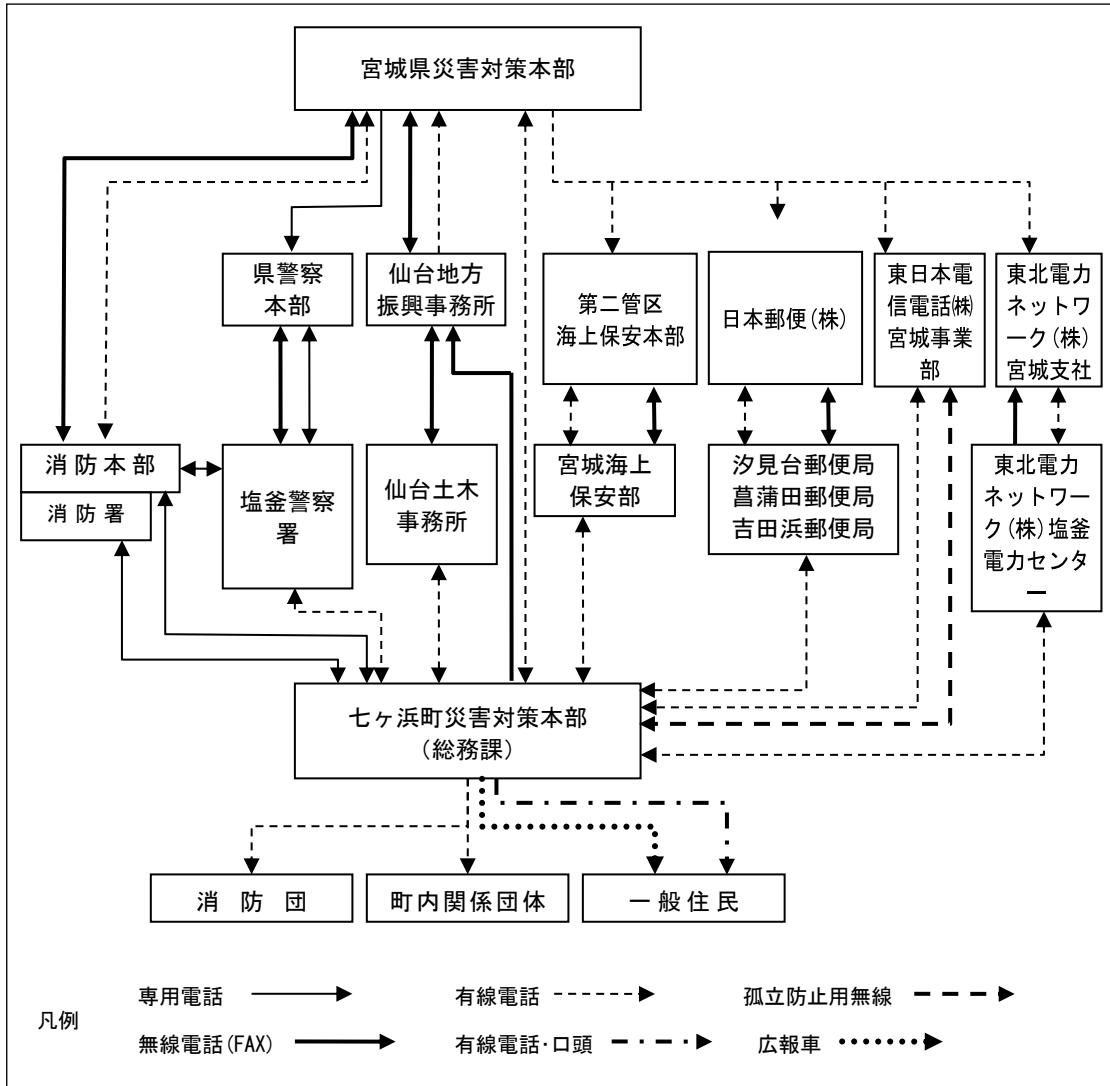 宮城県災害対策本部
県警察
本部
仙台地方
振興事務所
第二管区
海上保安本部
日本郵便(株)
東日本電
信電話㈱
宮城事業
部
東北電力
ネットワ
ーク(株)
宮城支社
消防本部
消防署
塩釜警察
署
仙台土木
事務所
宮城海上
保安部
汐見台郵便局
菖蒲田郵便局
吉田浜郵便局
東北電力
ネットワー
ク(株)塩釜
電力センタ
ー
七ヶ浜町災害対策本部
(総務課)
消防団
町内関係団体
一般住民
凡例
専用電話
有線電話
孤立防止用無線
無線電話(FAX)
有線電話・口頭
広報車